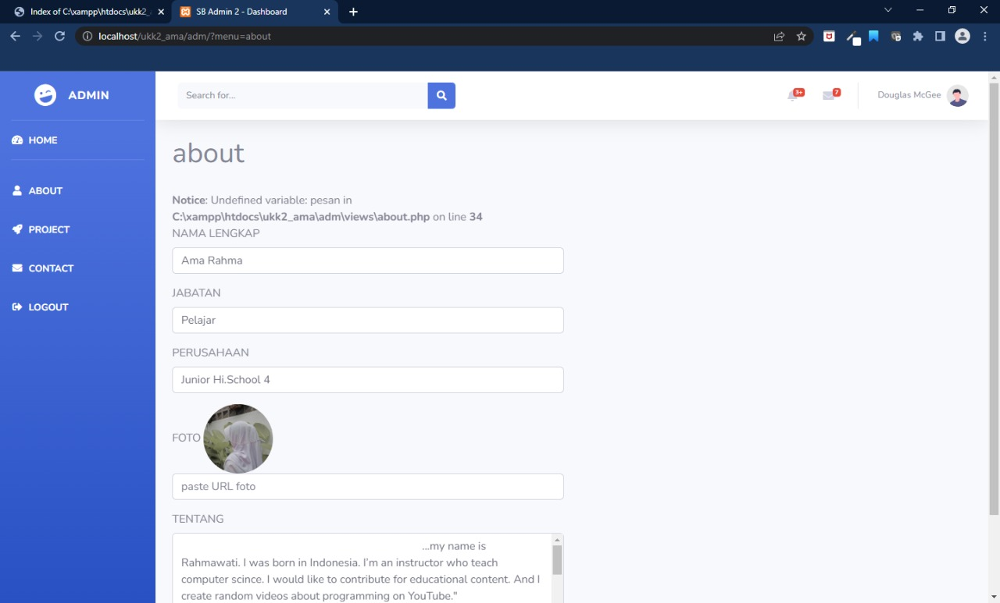 Index of C:\xampp\htdocs\ukk2_
SB Admin 2 - Dashboard
localhost/ukk2_ama/adm/?menu=about
ADMIN
Search for...
3+
7
Douglas McGee
HOME
ABOUT
PROJECT
CONTACT
LOGOUT
about
Notice: Undefined variable: pesan in
C:\xampp\htdocs\ukk2_ama\adm\views\about.php on line 34
NAMA LENGKAP
Ama Rahma
JABATAN
Pelajar
PERUSAHAAN
Junior Hi.School 4
FOTO
paste URL foto
TENTANG
...my name is
Rahmawati. I was born in Indonesia. I'm an instructor who teach
computer scince. I would like to contribute for educational content. And I
create random videos about programming on YouTube."